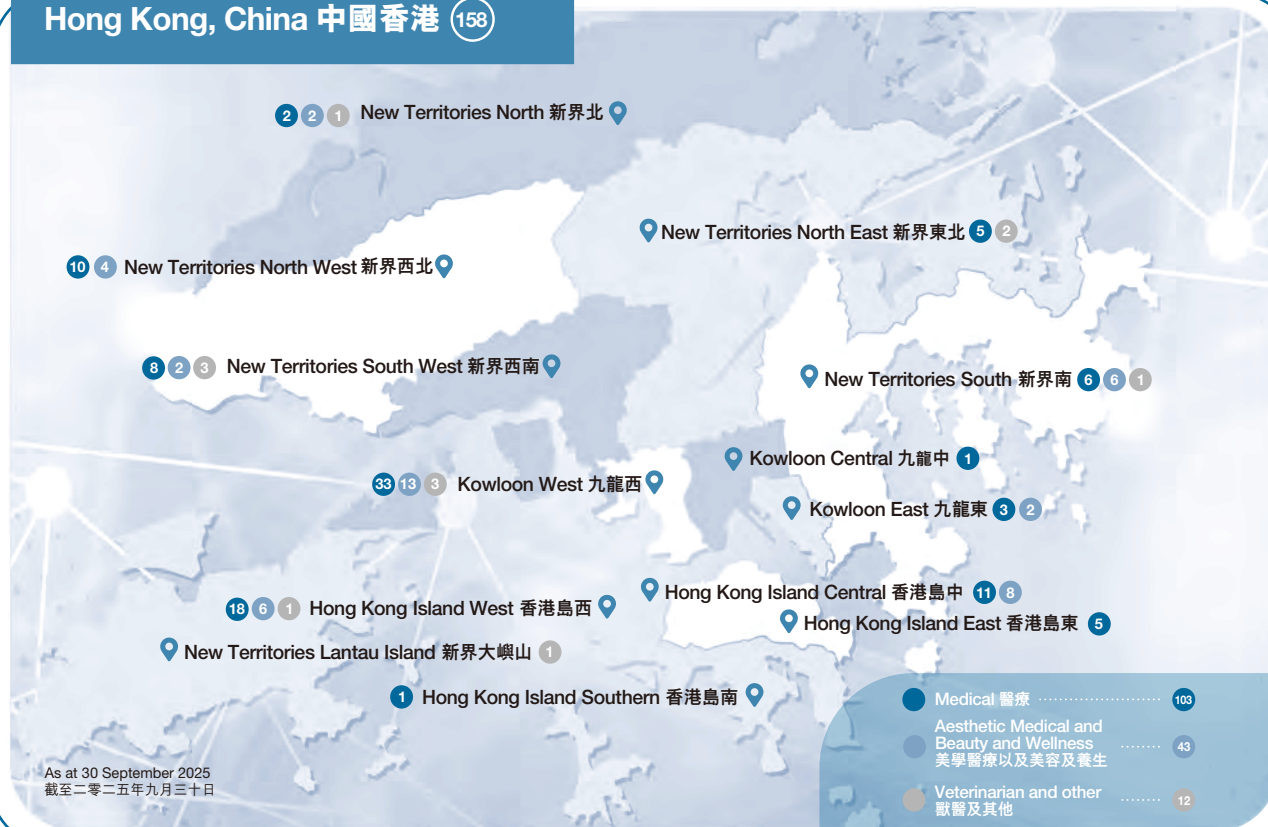 Hong Kong, China 中國香港 158
2 2 1 New Territories North 新界北
New Territories North East 新界東北 5 2
10 4 New Territories North West 新界西北
8 2 3 New Territories South West 新界西南
New Territories South 新界南 6 6 1
Kowloon Central 九龍中 1
33 13 3 Kowloon West 九龍西
Kowloon East 九龍東 3 2
Hong Kong Island Central 香港島中 11 8
18 6 1 Hong Kong Island West 香港島西
Hong Kong Island East 香港島東 5
New Territories Lantau Island 新界大嶼山 1
1 Hong Kong Island Southern 香港島南
Medical 醫療 103
Aesthetic Medical and
Beauty and Wellness 43
美學醫療以及美容及養生
Veterinarian and other 12
獸醫及其他
As at 30 September 2025
截至二零二五年九月三十日